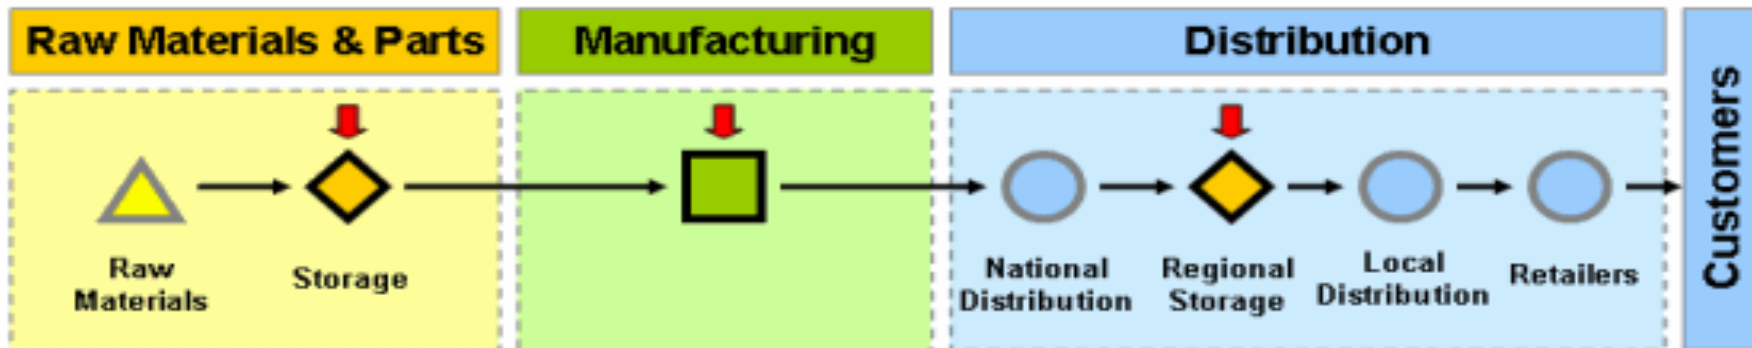 Raw Materials & Parts
Manufacturing
Distribution
Customers
Raw
Materials
Storage
National
Distribution
Regional
Storage
Local
Distribution
Retailers